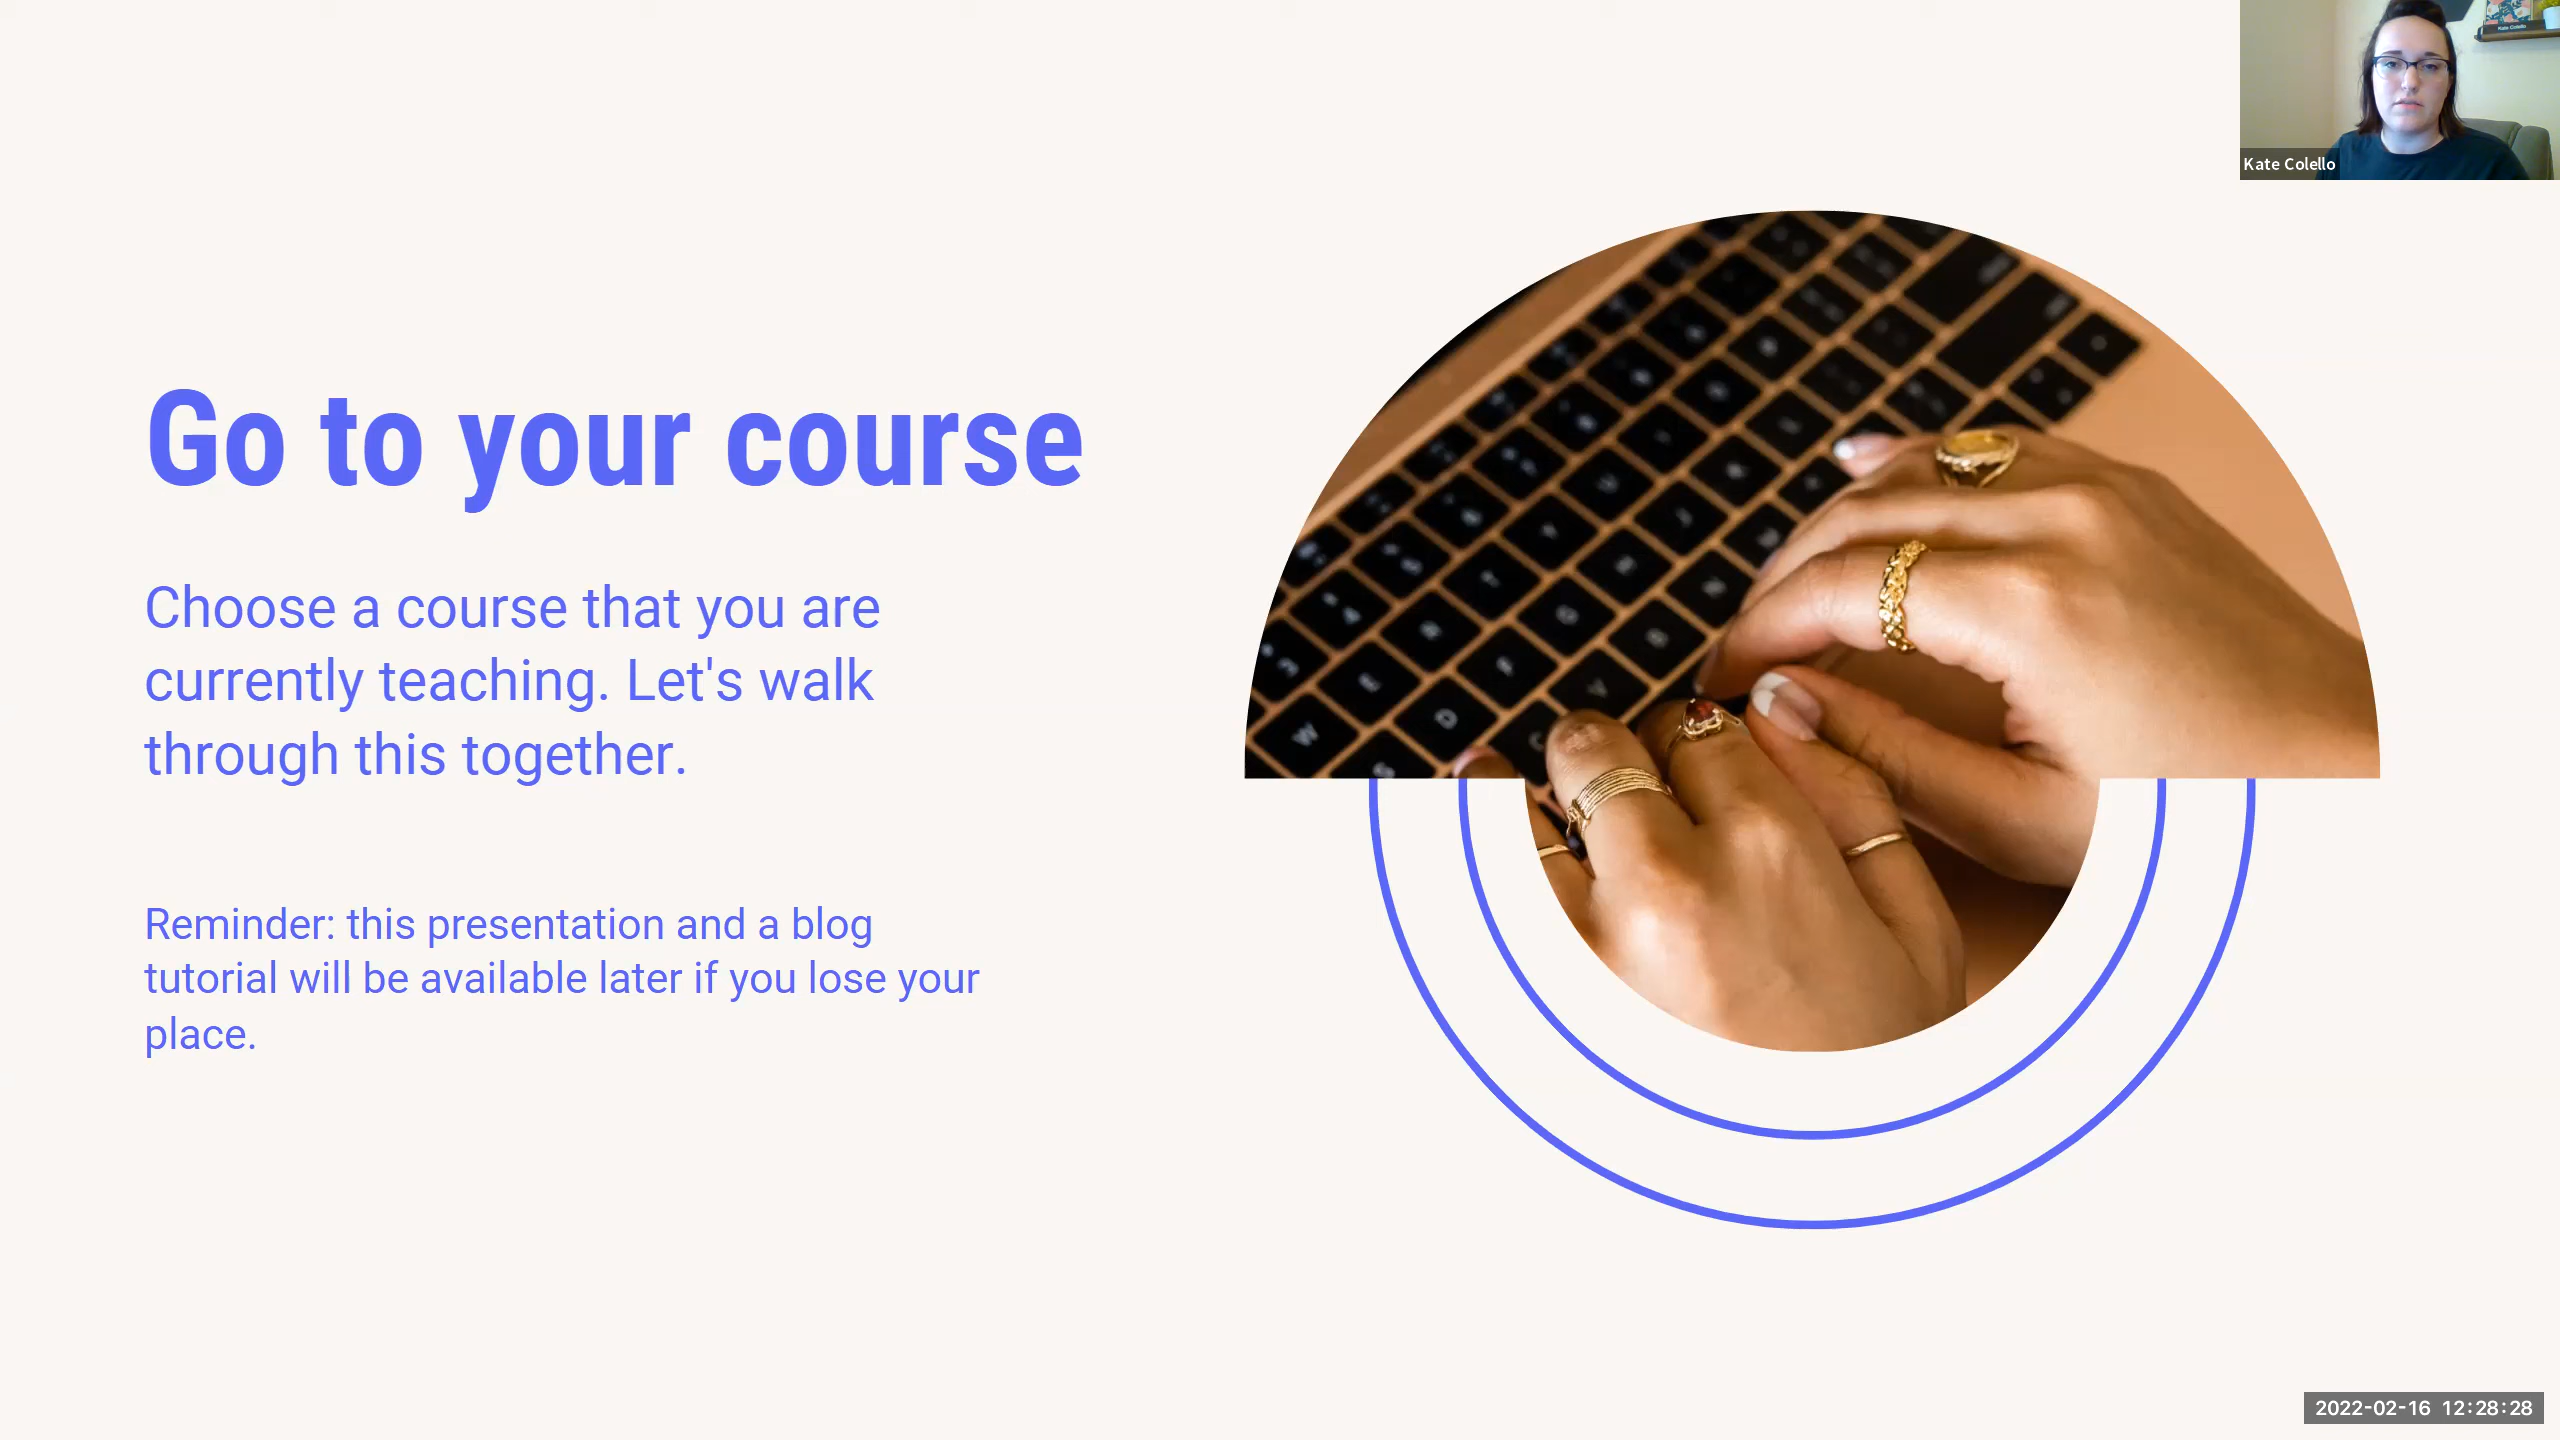 Kate Colello
Go to your course
Choose a course that you are
currently teaching. Let's walk
through this together.
Reminder: this presentation and a blog
tutorial will be available later if you lose your
place.
2022-02-16 12:28:28